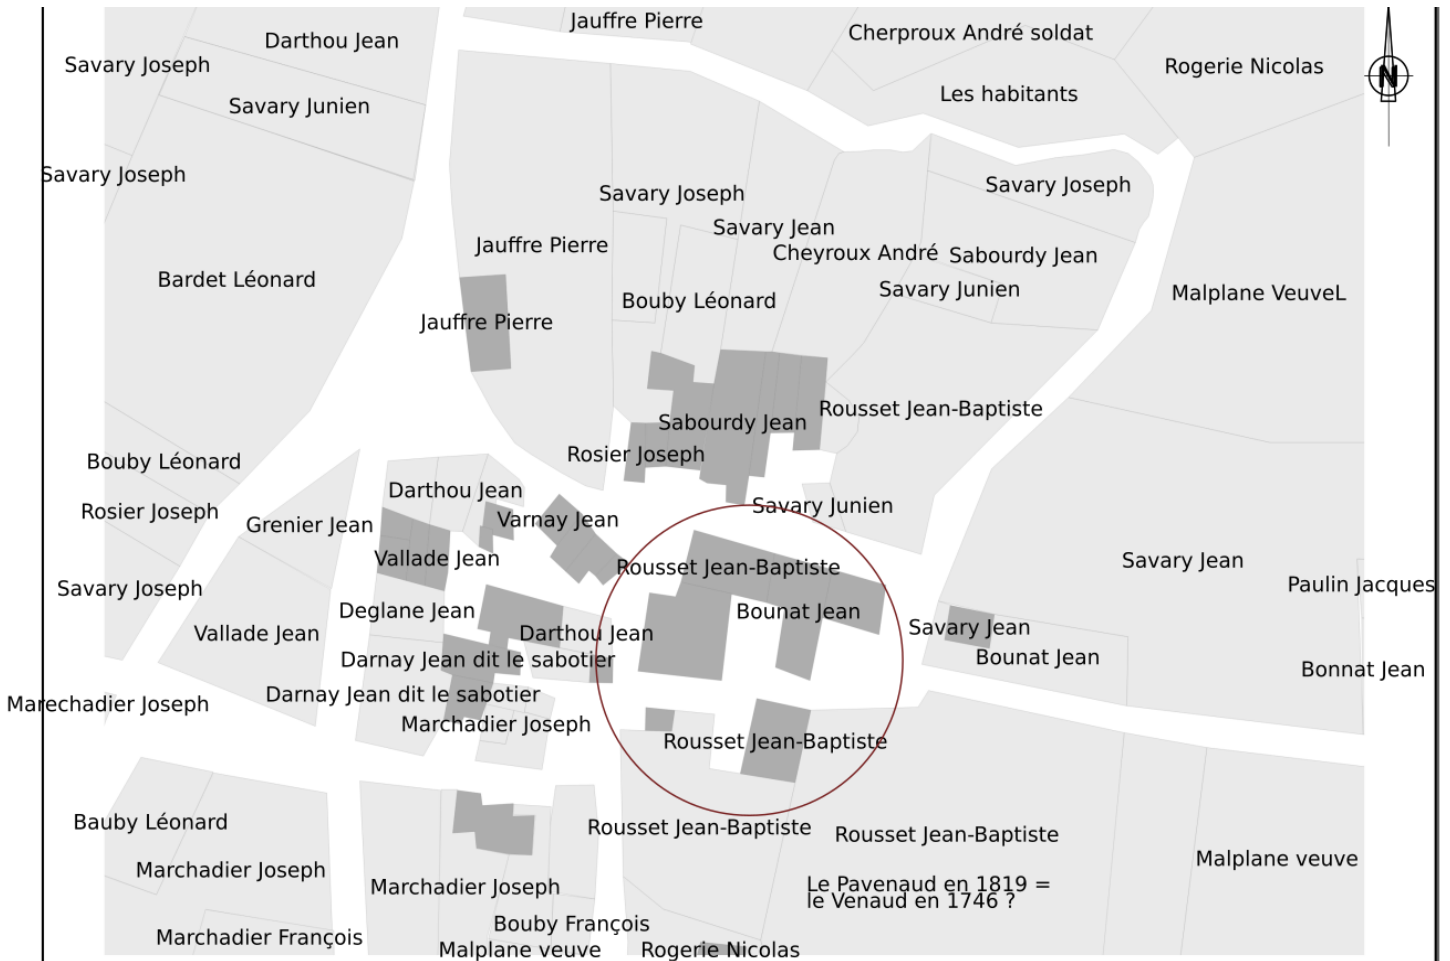 Jauffre Pierre
Cherproux André soldat
Darthou Jean
Savary Joseph
Rogerie Nicolas
N
Les habitants
Savary Junien
Savary Joseph
Savary Joseph
Savary Joseph
Savary Jean
Jauffre Pierre
Cheyroux André
Sabourdy Jean
Bardet Léonard
Savary Junien
Malplane VeuveL
Bouby Léonard
Jauffre Pierre
Rousset Jean-Baptiste
Sabourdy Jean
Rosier Joseph
Bouby Léonard
Darthou Jean
Savary Junien
Rosier Joseph
Varnay Jean
Grenier Jean
Vallade Jean
Savary Jean
Rousset Jean-Baptiste
Paulin Jacques
Savary Joseph
Deglane Jean
Bounat Jean
Savary Jean
Vallade Jean
Darthou Jean
Bounat Jean
Darnay Jean dit le sabotier
Bonnat Jean
Darnay Jean dit le sabotier
Marechadier Joseph
Marchadier Joseph
Rousset Jean-Baptiste
Bauby Léonard
Rousset Jean-Baptiste
Rousset Jean-Baptiste
Malplane veuve
Marchadier Joseph
Marchadier Joseph
Le Pavenaud en 1819 =
le Venaud en 1746 ?
Bouby François
Marchadier François
Malplane veuve
Rogerie Nicolas